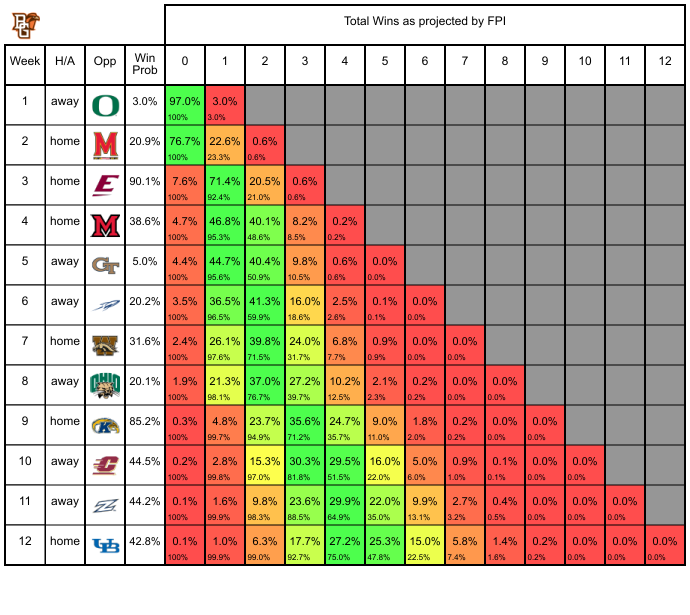 Total Wins as projected by FPI
Week H/A Opp Win Prob 0 1 2 3 4 5 6 7 8 9 10 11 12
1 away O 3.0% 97.0% 3.0%
100% 3.0%
2 home M 20.9% 76.7% 22.6% 0.6%
100% 23.3% 0.6%
3 home E 90.1% 7.6% 71.4% 20.5% 0.6%
100% 92.4% 21.0% 0.6%
4 home M 38.6% 4.7% 46.8% 40.1% 8.2% 0.2%
100% 95.3% 48.6% 8.5% 0.2%
5 away GT 5.0% 4.4% 44.7% 40.4% 9.8% 0.6% 0.0%
100% 95.6% 50.9% 10.5% 0.6% 0.0%
6 away 20.2% 3.5% 36.5% 41.3% 16.0% 2.5% 0.1% 0.0%
100% 96.5% 59.9% 18.6% 2.6% 0.1% 0.0%
7 home W 31.6% 2.4% 26.1% 39.8% 24.0% 6.8% 0.9% 0.0% 0.0%
100% 97.6% 71.5% 31.7% 7.7% 0.9% 0.0% 0.0%
8 away OHIO 20.1% 1.9% 21.3% 37.0% 27.2% 10.2% 2.1% 0.2% 0.0% 0.0%
100% 98.1% 76.7% 39.7% 12.5% 2.3% 0.2% 0.0% 0.0%
9 home K 85.2% 0.3% 4.8% 23.7% 35.6% 24.7% 9.0% 1.8% 0.2% 0.0% 0.0%
100% 99.7% 94.9% 71.2% 35.7% 11.0% 2.0% 0.2% 0.0% 0.0%
10 away C 44.5% 0.2% 2.8% 15.3% 30.3% 29.5% 16.0% 5.0% 0.9% 0.1% 0.0% 0.0%
100% 99.8% 97.0% 81.8% 51.5% 22.0% 6.0% 1.0% 0.1% 0.0% 0.0%
11 away E 44.2% 0.1% 1.6% 9.8% 23.6% 29.9% 22.0% 9.9% 2.7% 0.4% 0.0% 0.0% 0.0%
100% 99.9% 98.3% 88.5% 64.9% 35.0% 13.1% 3.2% 0.5% 0.0% 0.0% 0.0%
12 home UB 42.8% 0.1% 1.0% 6.3% 17.7% 27.2% 25.3% 15.0% 5.8% 1.4% 0.2% 0.0% 0.0% 0.0%
100% 99.9% 99.0% 92.7% 75.0% 47.8% 22.5% 7.4% 1.6% 0.2% 0.0% 0.0% 0.0%